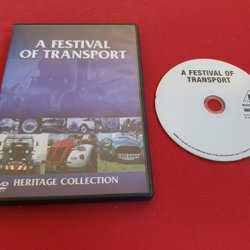 A FESTIVAL
OF TRANSPORT
HERITAGE COLLECTION
A FESTIVAL OF
TRANSPORT